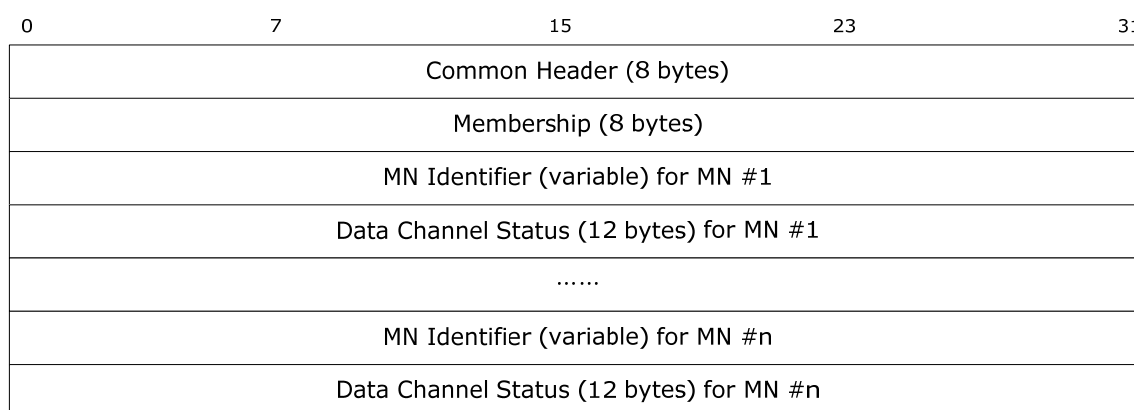 0 7 15 23 31
Common Header (8 bytes)
Membership (8 bytes)
MN Identifier (variable) for MN #1
Data Channel Status (12 bytes) for MN #1
……
MN Identifier (variable) for MN #n
Data Channel Status (12 bytes) for MN #n